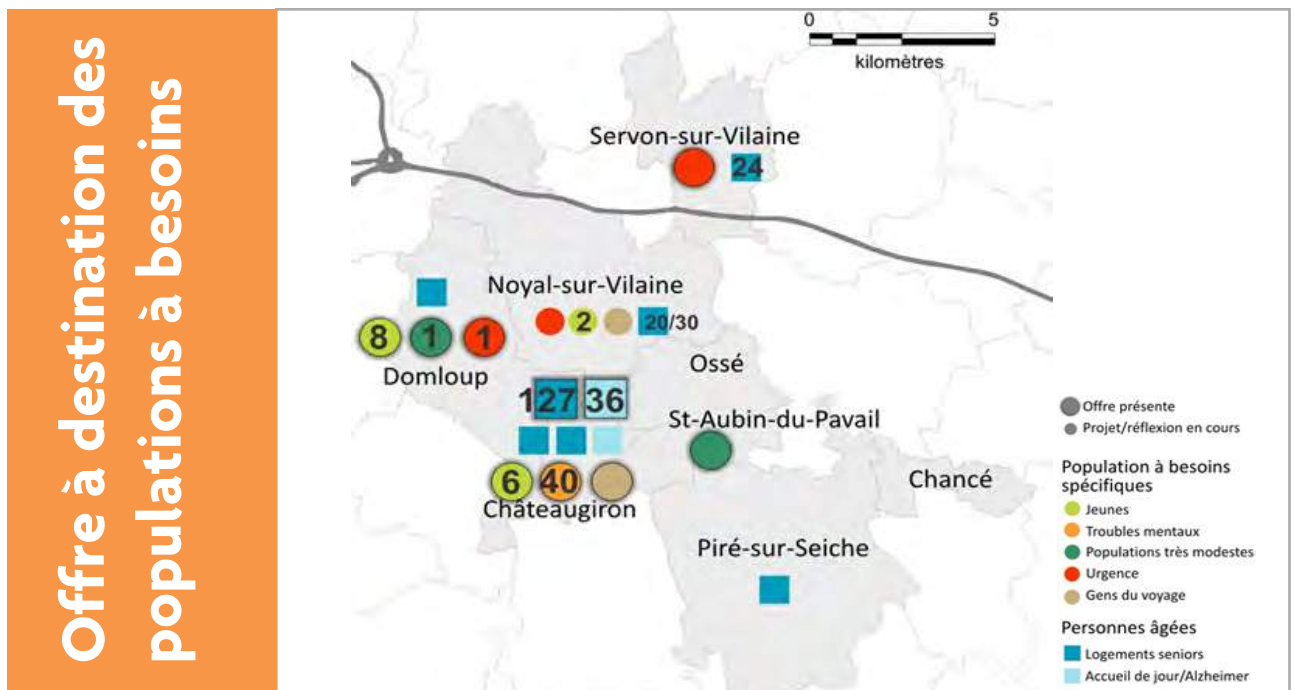 Offre à destination des
populations à besoins
0 5
kilomètres
Servon-sur-Vilaine
24
Noyal-sur-Vilaine
2 20/30
8 1 1
Domloup
Ossé
127 36
St-Aubin-du-Pavail
6 40
Châteaugiron
Chancé
Piré-sur-Seiche
Offre présente
Projet/réflexion en cours
Population à besoins
spécifiques
Jeunes
Troubles mentaux
Populations très modestes
Urgence
Gens du voyage
Personnes âgées
Logements seniors
Accueil de jour/Alzheimer